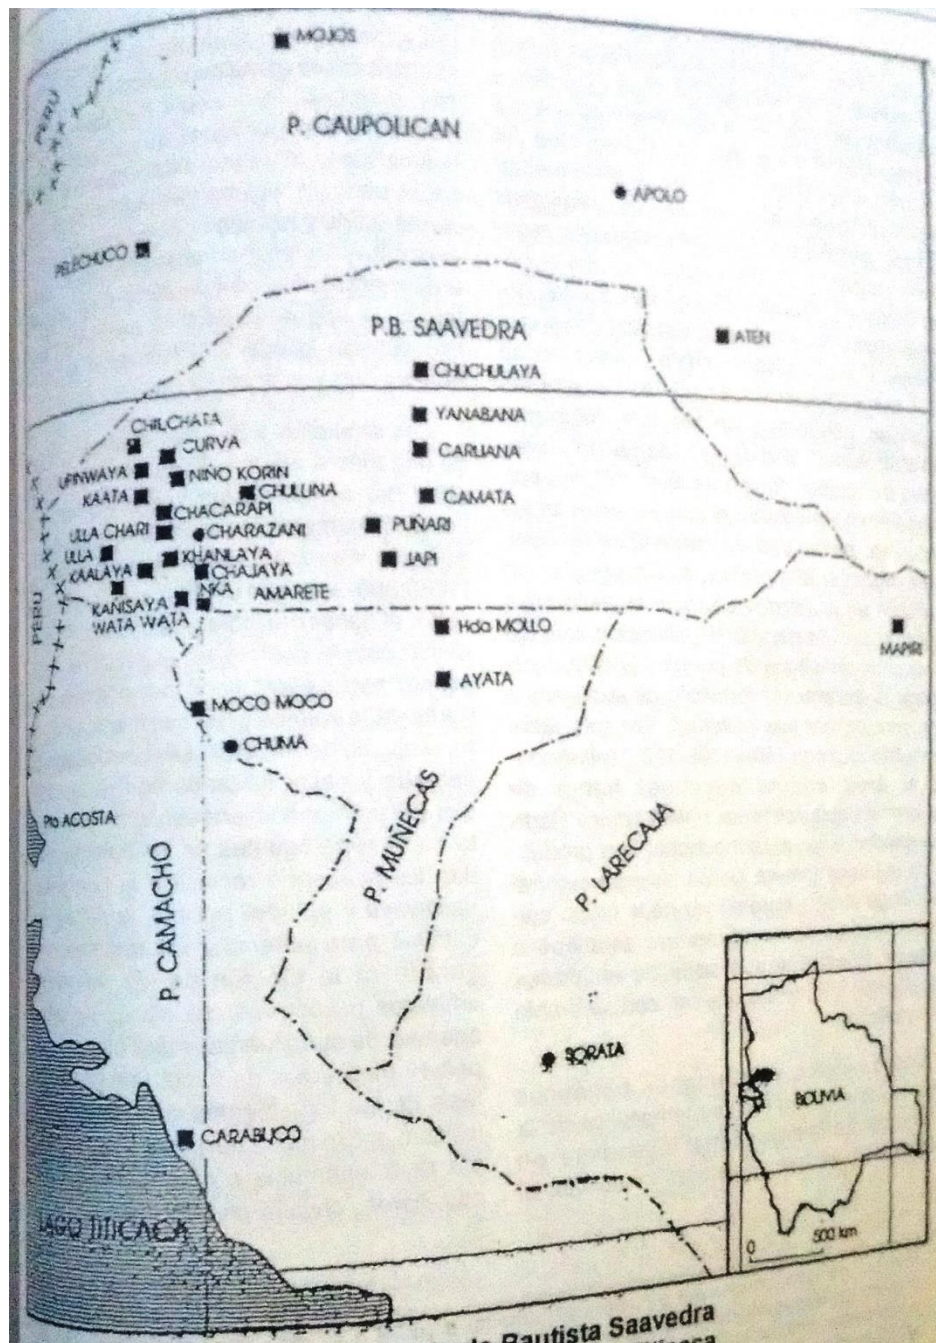 MOJOS
PERU
P. CAUPOLICAN
APOLO
PELECHUCO
P.B. SAAVEDRA
ATEN
CHUCHULAYA
YANABANA
CHILCHATA
CURVA
CARIJANA
UPINWAYA
NIÑO KORIN
KAATA
CHULLINA
CAMATA
CHACARAPI
PUÑARI
ULLA CHARI
CHARAZANI
ULLA
KHANLAYA
JAPI
KAALAYA
CHAJAYA
INKA
AMARETE
KAÑISAYA
WATA WATA
PERU
Hda MOLLO
MAPIRI
AYATA
MOCO MOCO
CHUMA
Pto ACOSTA
P. MUÑECAS
P. LARECAJA
P. CAMACHO
SORATA
BOLIVIA
CARABUCO
LAGO TITICACA
0 500 km
Bautista Saavedra